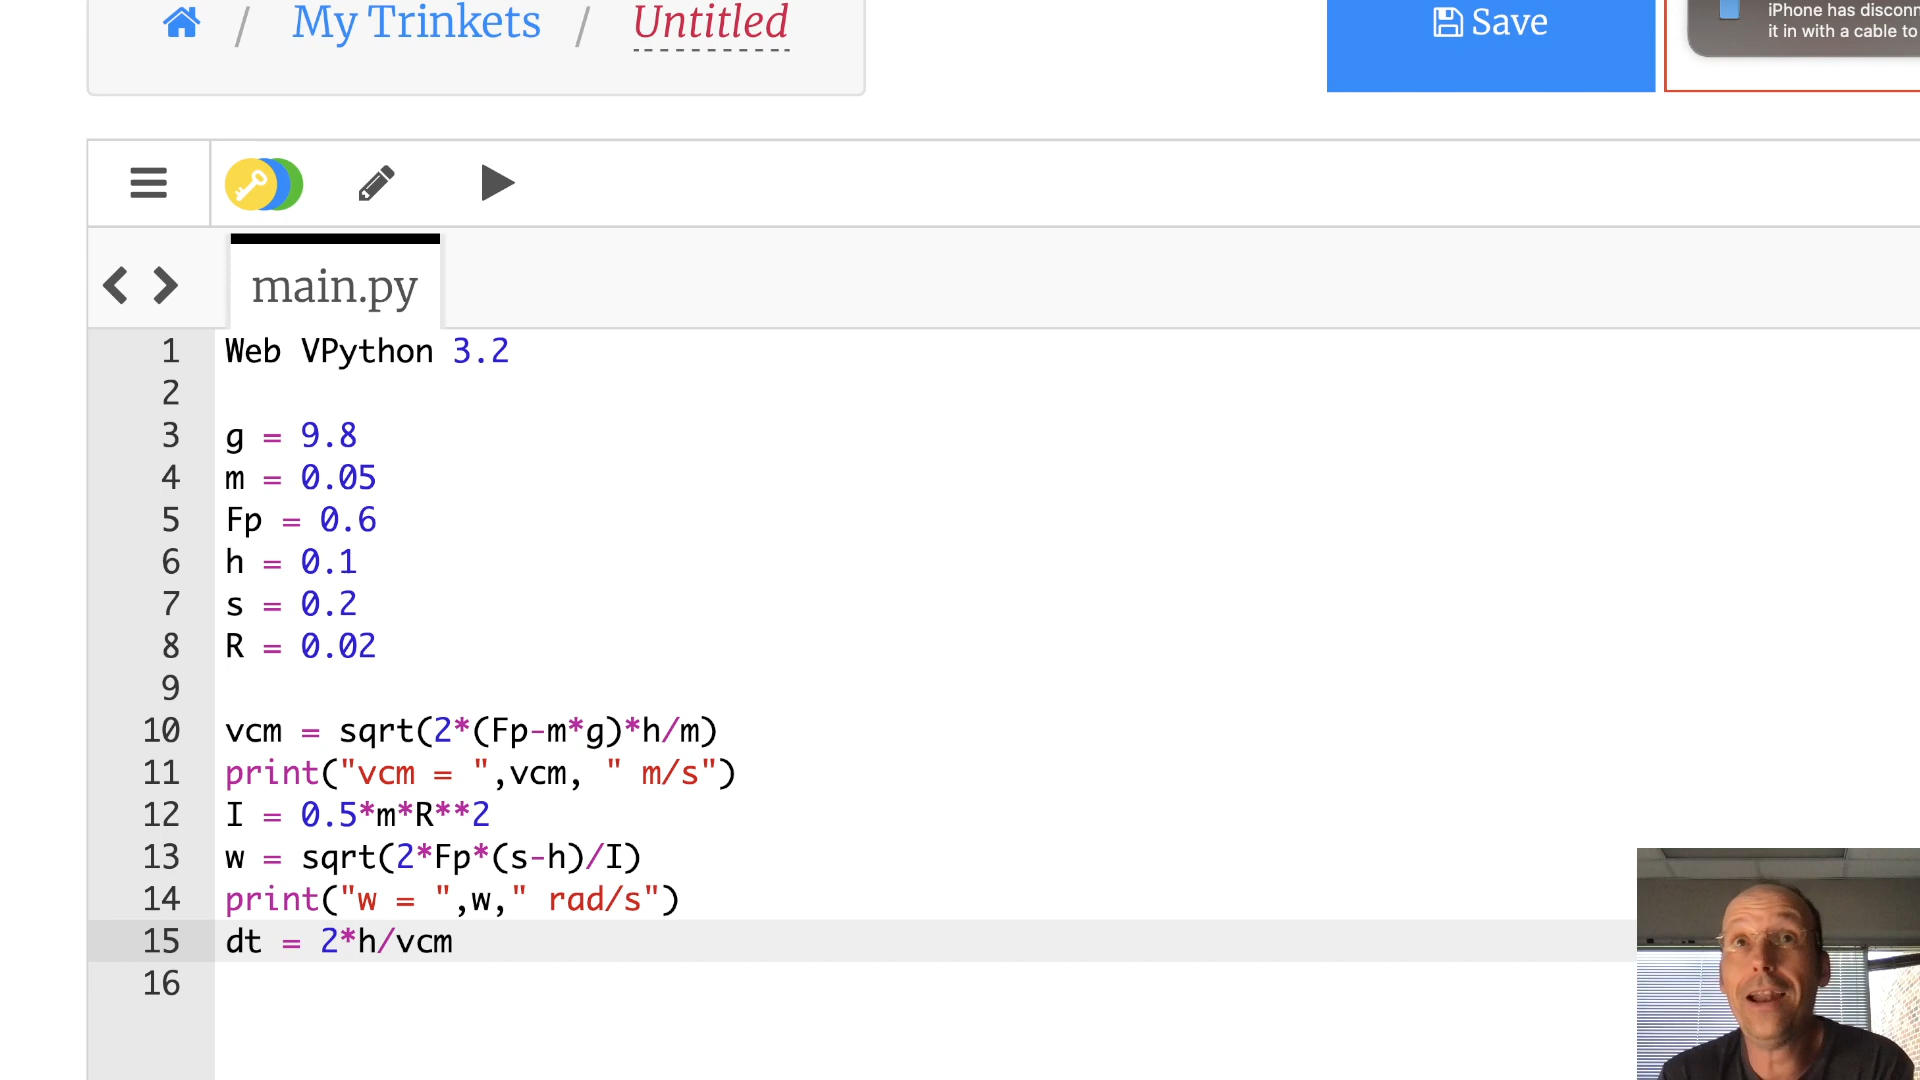 / My Trinkets / Untitled
Save
iPhone has disconn
it in with a cable to
main.py
1 Web VPython 3.2
2
3 g = 9.8
4 m = 0.05
5 Fp = 0.6
6 h = 0.1
7 s = 0.2
8 R = 0.02
9
10 vcm = sqrt(2*(Fp-m*g)*h/m)
11 print("vcm = ",vcm, " m/s")
12 I = 0.5*m*R**2
13 w = sqrt(2*Fp*(s-h)/I)
14 print("w = ",w," rad/s")
15 dt = 2*h/vcm
16